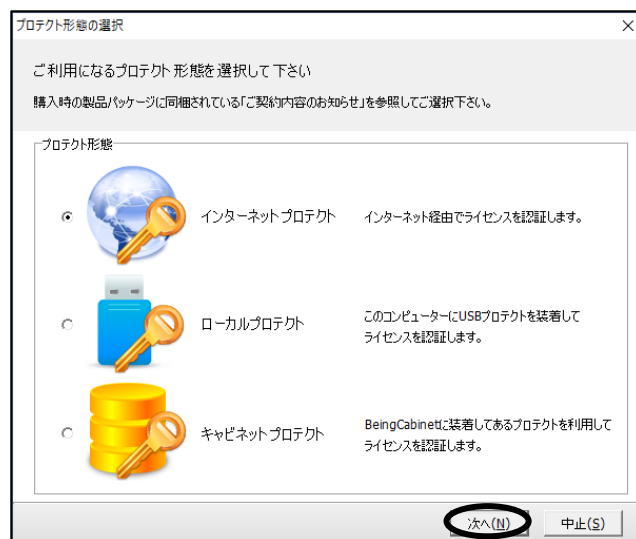 プロテクト形態の選択
ご利用になるプロテクト形態を選択して下さい
購入時の製品パッケージに同梱されている「ご契約内容のお知らせ」を参照してご選択下さい。
プロテクト形態
インターネットプロテクト
インターネット経由でライセンスを認証します。
ローカルプロテクト
このコンピューターにUSBプロテクトを装着して
ライセンスを認証します。
キャビネットプロテクト
BeingCabinetに装着してあるプロテクトを利用して
ライセンスを認証します。
次へ(N)
中止(S)